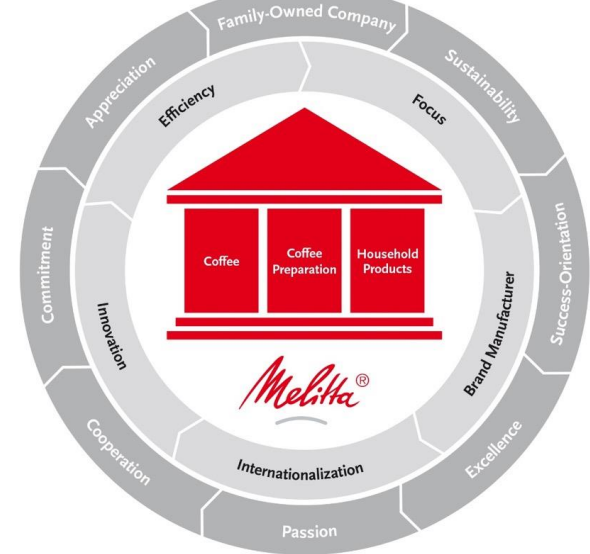 Family-Owned Company
Sustainability
Success-Orientation
Excellence
Passion
Cooperation
Commitment
Appreciation
Efficiency
Focus
Brand Manufacturer
Internationalization
Innovation
Coffee
Coffee
Preparation
Household
Products
Melitta®